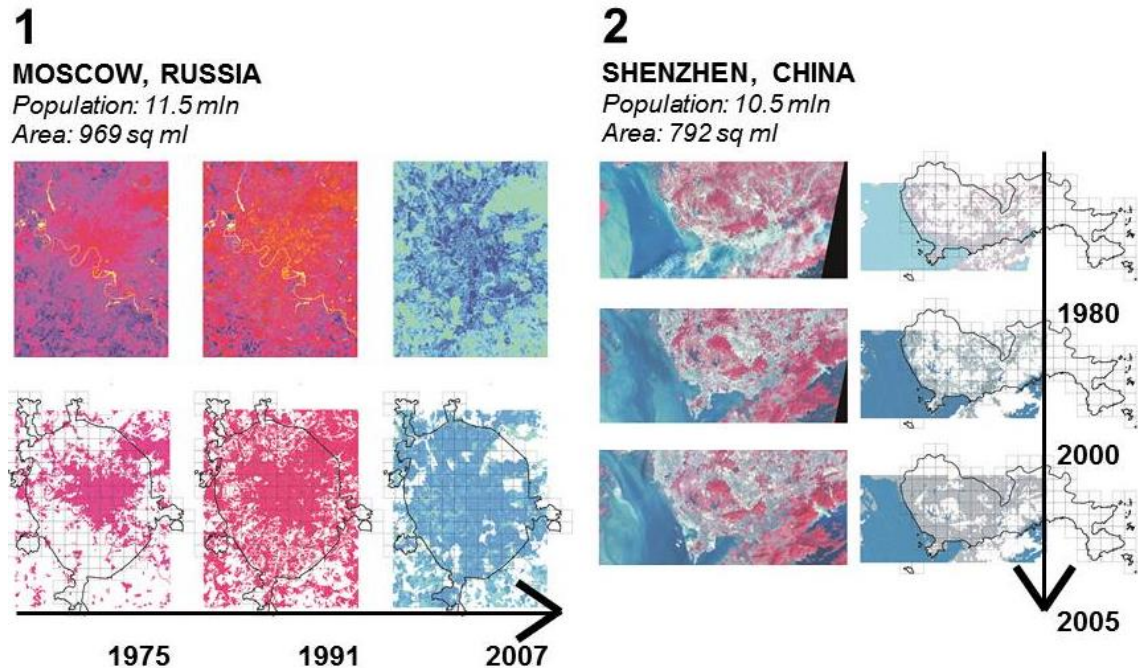 1
MOSCOW, RUSSIA
Population: 11.5 mln
Area: 969 sq ml
1975
1991
2007
2
SHENZHEN, CHINA
Population: 10.5 mln
Area: 792 sq ml
1980
2000
2005